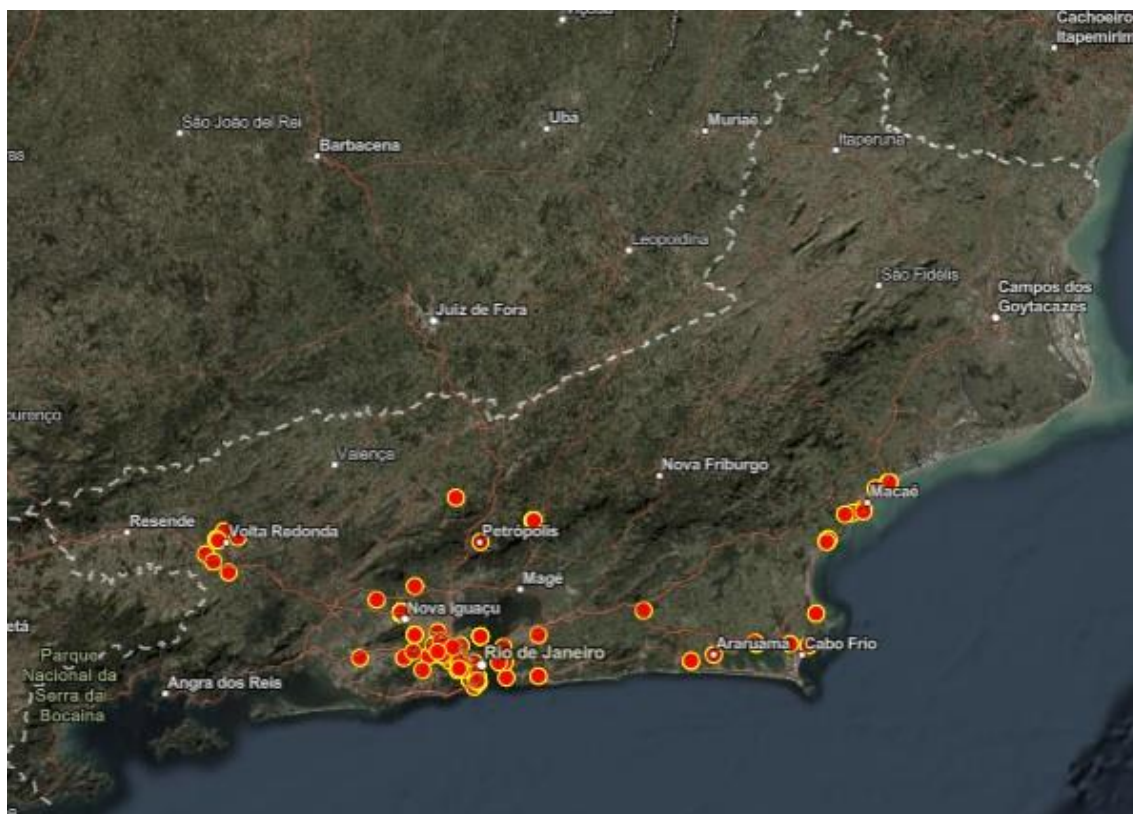 Cachoeiro
Itapemirim
São João del Rei
Ubá
Muriaé
Barbacena
Itaperuna
Leopoldina
São Fidélis
Campos dos
Goytacazes
Juiz de Fora
Valença
Nova Friburgo
Macaé
Resende
Volta Redonda
Petrópolis
Magé
Nova Iguaçu
Rio de Janeiro
Araruama
Cabo Frio
Parque
Nacional da
Serra da
Bocaina
Angra dos Reis